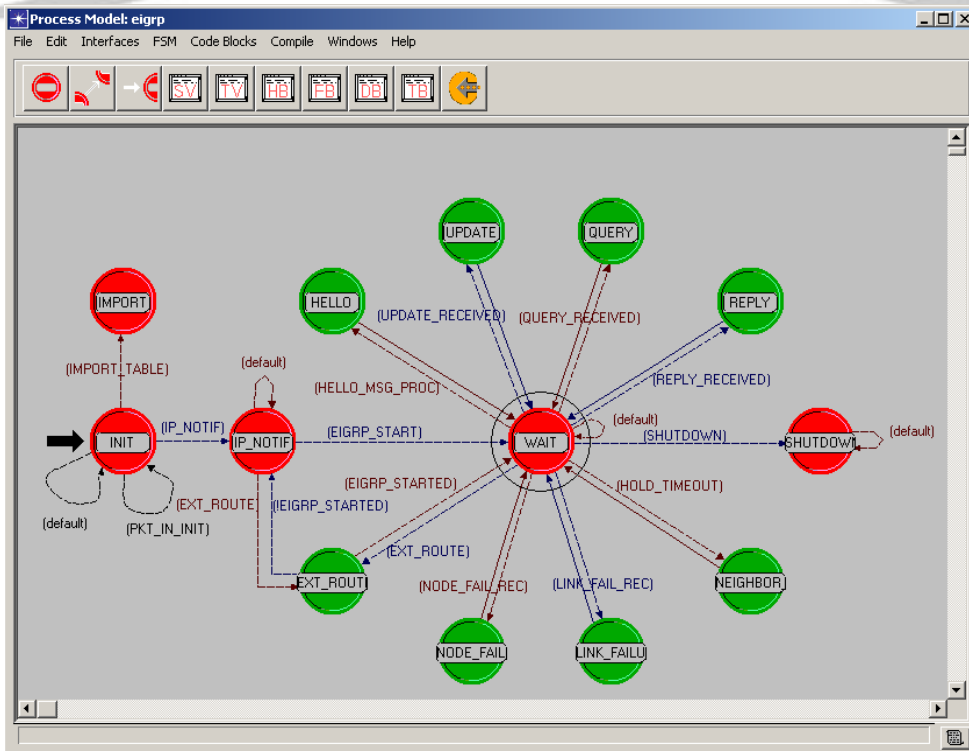 Process Model: eigrp
File Edit Interfaces FSM Code Blocks Compile Windows Help
SV TV HB FB DB TB
UPDATE
QUERY
IMPORT
HELLO
REPLY
(UPDATE_RECEIVED)
(QUERY_RECEIVED)
(default)
(IMPORT_TABLE)
(HELLO_MSG_PROC)
(REPLY_RECEIVED)
(default)
(IP_NOTIF)
(EIGRP_START)
(SHUTDOWN)
(default)
INIT
IP_NOTIF
WAIT
SHUTDOWN
(EIGRP_STARTED)
(HOLD_TIMEOUT)
(EXT_ROUTE)
(!EIGRP_STARTED)
(default)
(PKT_IN_INIT)
(EXT_ROUTE)
EXT_ROUTI
(NODE_FAIL_REC)
(LINK_FAIL_REC)
NEIGHBOR
NODE_FAIL
LINK_FAILU